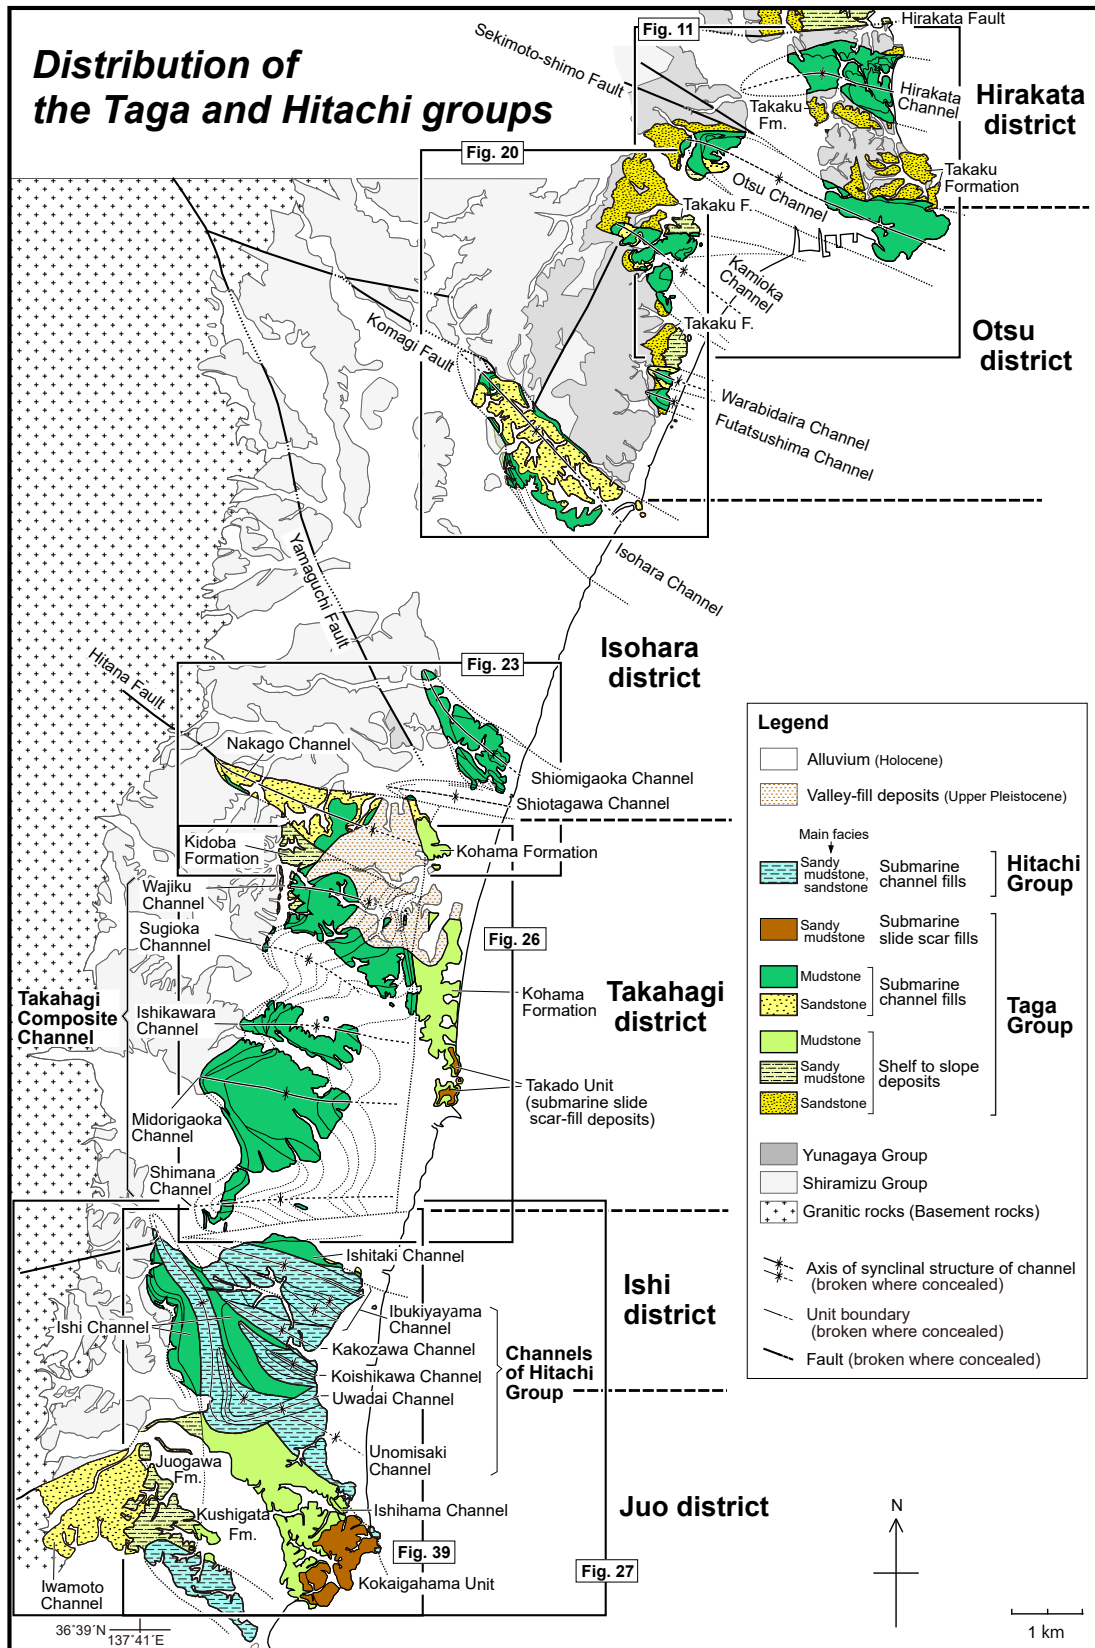 Distribution of
the Taga and Hitachi groups
Fig. 11
Hirakata Fault
Sekimoto-shimo Fault
Hirakata
Channel
Hirakata
district
Takaku
Fm.
Fig. 20
Takaku
Formation
Otsu Channel
Takaku F.
Kamioka
Channel
Otsu
district
Takaku F.
Komagi Fault
Warabidaira Channel
Futatsushima Channel
Yamaguchi Fault
Isohara Channel
Isohara
district
Hitana Fault
Fig. 23
Nakago Channel
Shiomigaoka Channel
Shiotagawa Channel
Kidoba
Formation
Kohama Formation
Wajiku
Channel
Sugioka
Channnel
Fig. 26
Takahagi
Composite
Channel
Ishikawara
Channel
Kohama
Formation
Takahagi
district
Takado Unit
(submarine slide
scar-fill deposits)
Midorigaoka
Channel
Shimana
Channel
Ishitaki Channel
Ishi
district
Ishi Channel
Ibukiyayama
Channel
Kakozawa Channel
Koishikawa Channel
Uwadai Channel
Channels
of Hitachi
Group
Unomisaki
Channel
Juogawa
Fm.
Kushigata
Fm.
Ishihama Channel
Juo district
Fig. 39
Kokaigahama Unit
Fig. 27
Iwamoto
Channel
36°39´N
137°41´E
Legend
Alluvium (Holocene)
Valley-fill deposits (Upper Pleistocene)
Main facies
Sandy
mudstone,
sandstone
Submarine
channel fills
Hitachi
Group
Sandy
mudstone
Submarine
slide scar fills
Mudstone
Sandstone
Submarine
channel fills
Taga
Group
Mudstone
Sandy
mudstone
Sandstone
Shelf to slope
deposits
Yunagaya Group
Shiramizu Group
Granitic rocks (Basement rocks)
Axis of synclinal structure of channel
(broken where concealed)
Unit boundary
(broken where concealed)
Fault (broken where concealed)
N
1 km